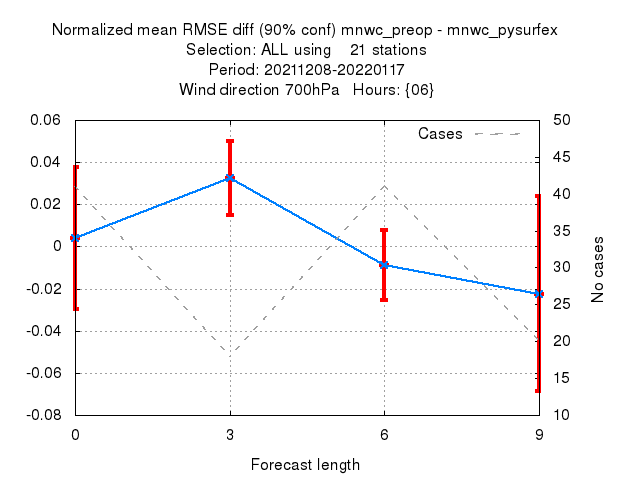 Normalized mean RMSE diff (90% conf) mnwc_preop - mnwc_pysurfex
Selection: ALL using    21 stations
Period: 20211208-20220117
Wind direction 700hPa   Hours: {06}
Cases
0.06
0.04
0.02
0
-0.02
-0.04
-0.06
-0.08
50
45
40
35
30
25
20
15
10
No cases
0 3 6 9
Forecast length